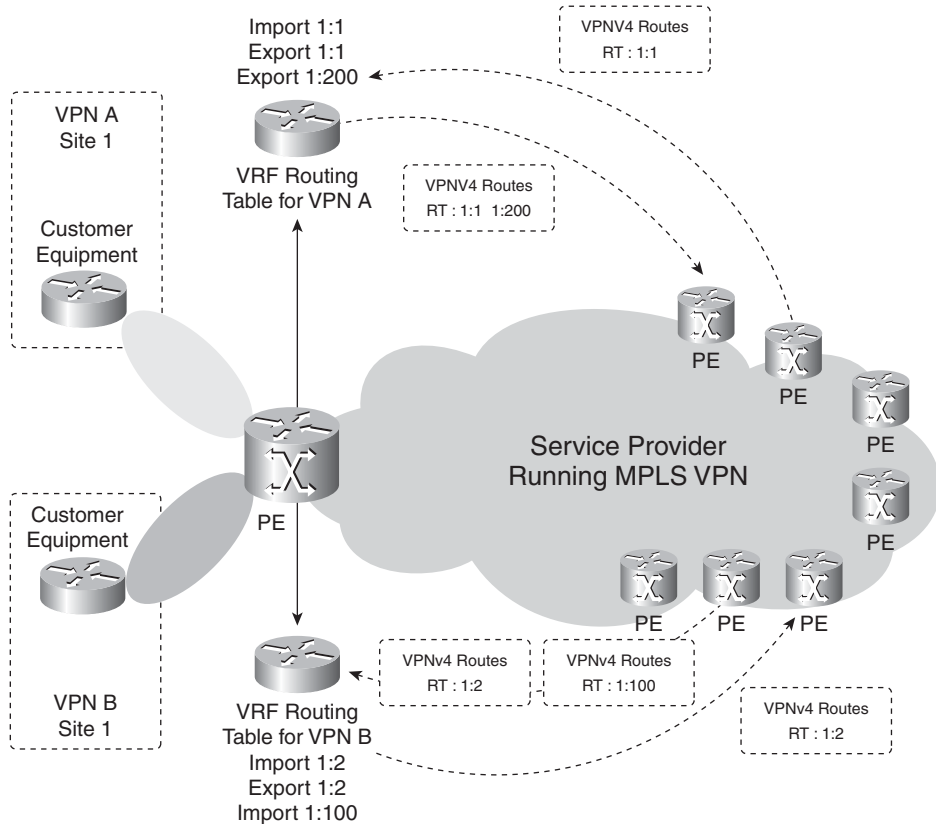 Import 1:1
Export 1:1
Export 1:200
VPNV4 Routes
RT : 1:1
VPN A
Site 1
VRF Routing
Table for VPN A
VPNV4 Routes
RT : 1:1 1:200
Customer
Equipment
PE
PE
PE
Service Provider
Running MPLS VPN
PE
Customer
Equipment
PE
PE
PE
PE
VPNv4 Routes
RT : 1:2
VPNv4 Routes
RT : 1:100
VPN B
Site 1
VRF Routing
Table for VPN B
Import 1:2
Export 1:2
Import 1:100
VPNv4 Routes
RT : 1:2